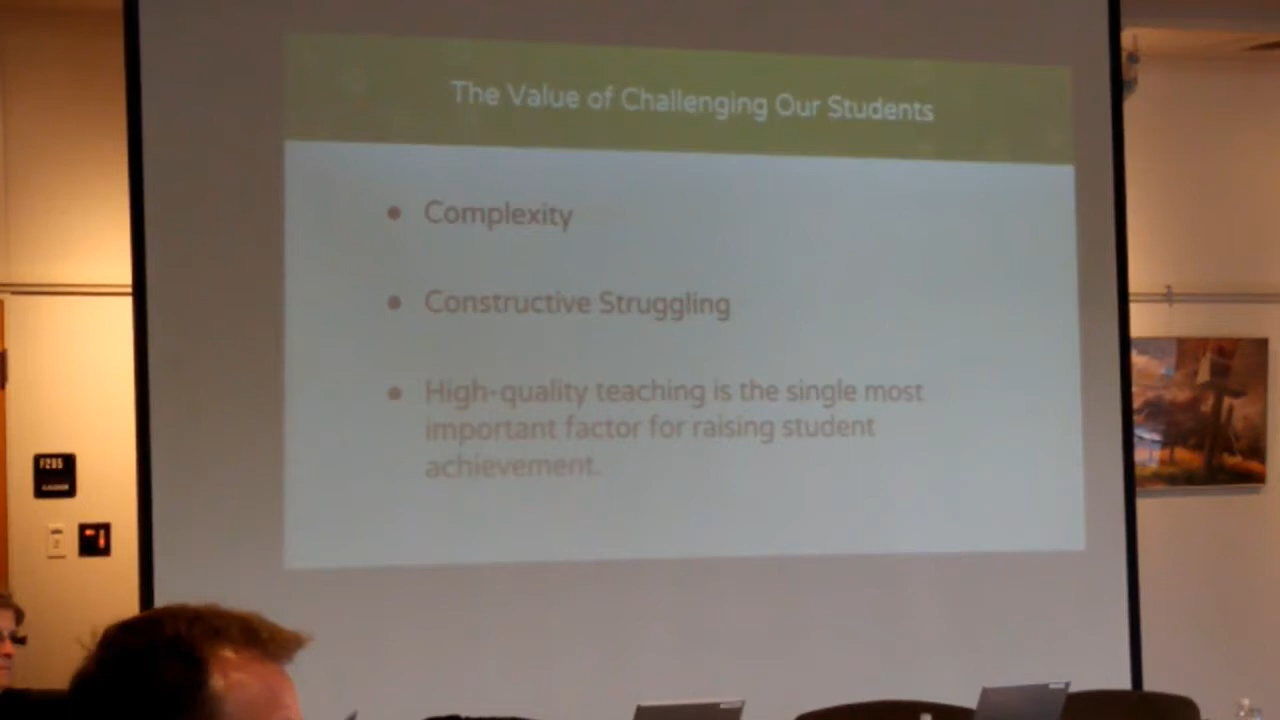 The Value of Challenging Our Students
• Complexity
• Constructive Struggling
• High-quality teaching is the single most
important factor for raising student
achievement.